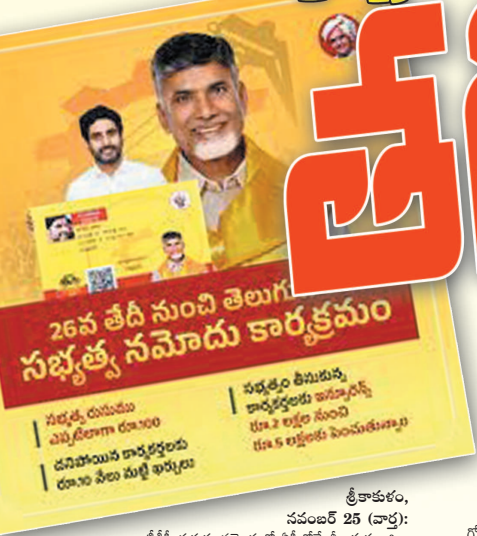 26వ తేదీ నుంచి తెలుగు
సభ్యత్వ నమోదు కార్యక్రమం
సభ్యత్వ రుసుము
ఎప్పటిలాగా రూ.100
చనిపోయిన కార్యకర్తలకు
రూ.10 వేలు మట్టి ఖర్చులు
సభ్యత్వం తీసుకున్న
కార్యకర్తలకు ఇన్సూరెన్స్
రూ.2 లక్షల నుంచి
రూ.5 లక్షలకు పెంచుతున్నారు
శ్రీకాకుళం,
నవంబర్ 25 (వార్త):